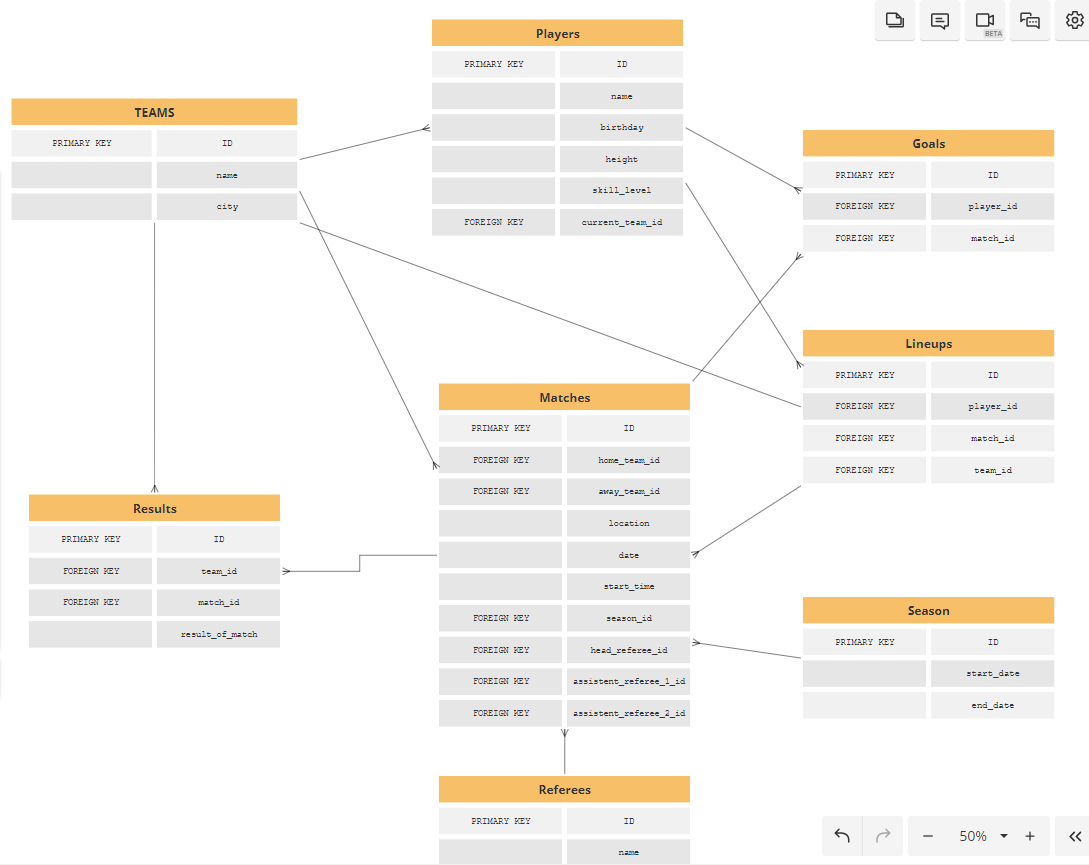 BETA
Players
PRIMARY KEY ID
name
birthday
height
skill_level
FOREIGN KEY current_team_id
TEAMS
PRIMARY KEY ID
name
city
Goals
PRIMARY KEY ID
FOREIGN KEY player_id
FOREIGN KEY match_id
Lineups
PRIMARY KEY ID
FOREIGN KEY player_id
FOREIGN KEY match_id
FOREIGN KEY team_id
Matches
PRIMARY KEY ID
FOREIGN KEY home_team_id
FOREIGN KEY away_team_id
location
date
start_time
FOREIGN KEY season_id
FOREIGN KEY head_referee_id
FOREIGN KEY assistent_referee_1_id
FOREIGN KEY assistent_referee_2_id
Results
PRIMARY KEY ID
FOREIGN KEY team_id
FOREIGN KEY match_id
result_of_match
Season
PRIMARY KEY ID
start_date
end_date
Referees
PRIMARY KEY ID
name
50%